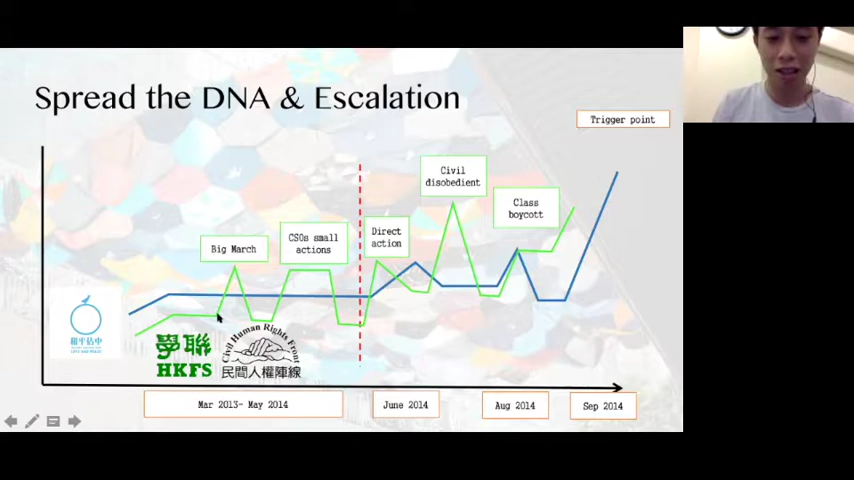 Spread the DNA & Escalation
Trigger point
Civil
disobedient
Class
boycott
Direct
action
CSOs small
actions
Big March
和平佔中
學聯
HKFS
Civil Human Rights Front
民間人權陣線
Mar 2013- May 2014
June 2014
Aug 2014
Sep 2014